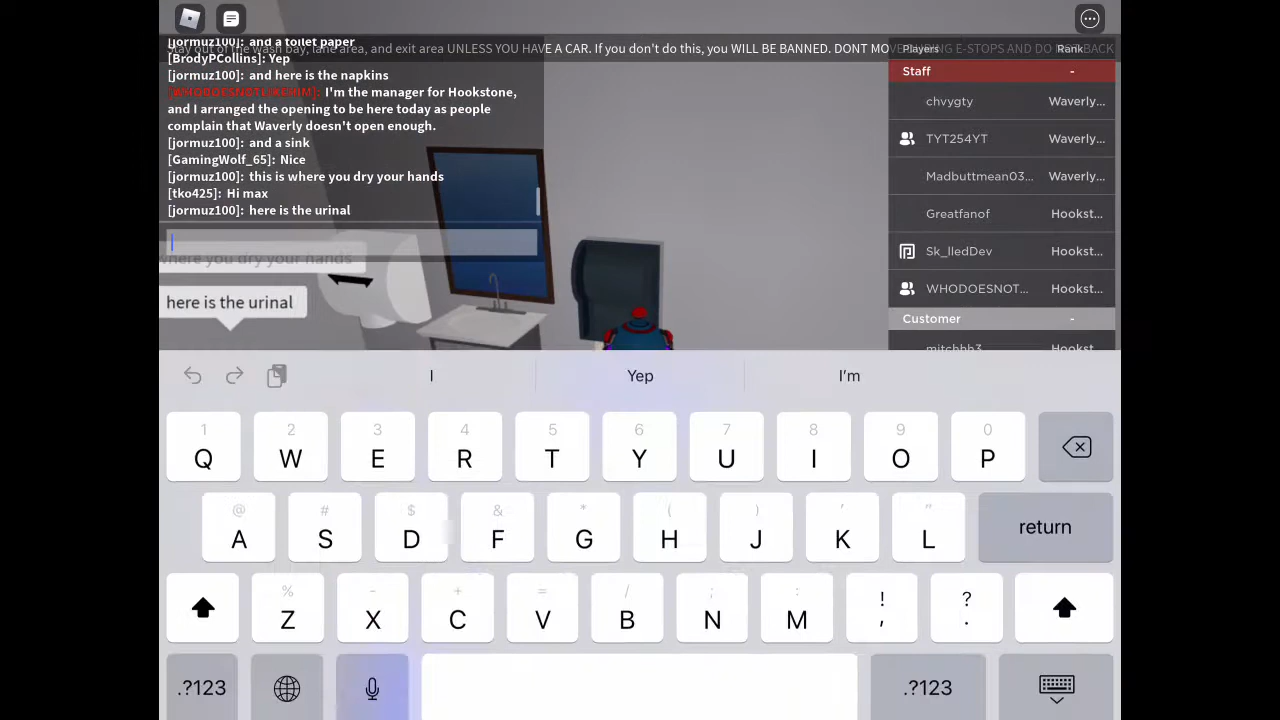 Stay out of the wash bay, lane area, and exit area UNLESS YOU HAVE A CAR. If you don't do this, you WILL BE BANNED. DONT MO E-STOPS AND DO BACK
[jormuz100]: and a toilet paper
[BrodyPCollins]: Yep
[jormuz100]: and here is the napkins
[WHODOESNOTLIKEHIM]: I'm the manager for Hookstone,
and I arranged the opening to be here today as people
complain that Waverly doesn't open enough.
[jormuz100]: and a sink
[GamingWolf_65]: Nice
[jormuz100]: this is where you dry your hands
[tko425]: Hi max
[jormuz100]: here is the urinal
where you dry your hands
here is the urinal
Players Rank
Staff -
chvygty Waverly...
TYT254YT Waverly...
Madbuttmean03... Waverly...
Greatfanof Hookst...
Sk_lledDev Hookst...
WHODOESNOT... Hookst...
Customer -
mitchbb3 Hookst...
I Yep I'm
1 2 3 4 5 6 7 8 9 0
Q W E R T Y U I O P
@ # $ & * ( ) ' "
A S D F G H J K L return
% - + = / ; : ! ?
Z X C V B N M , .
.?123 .?123